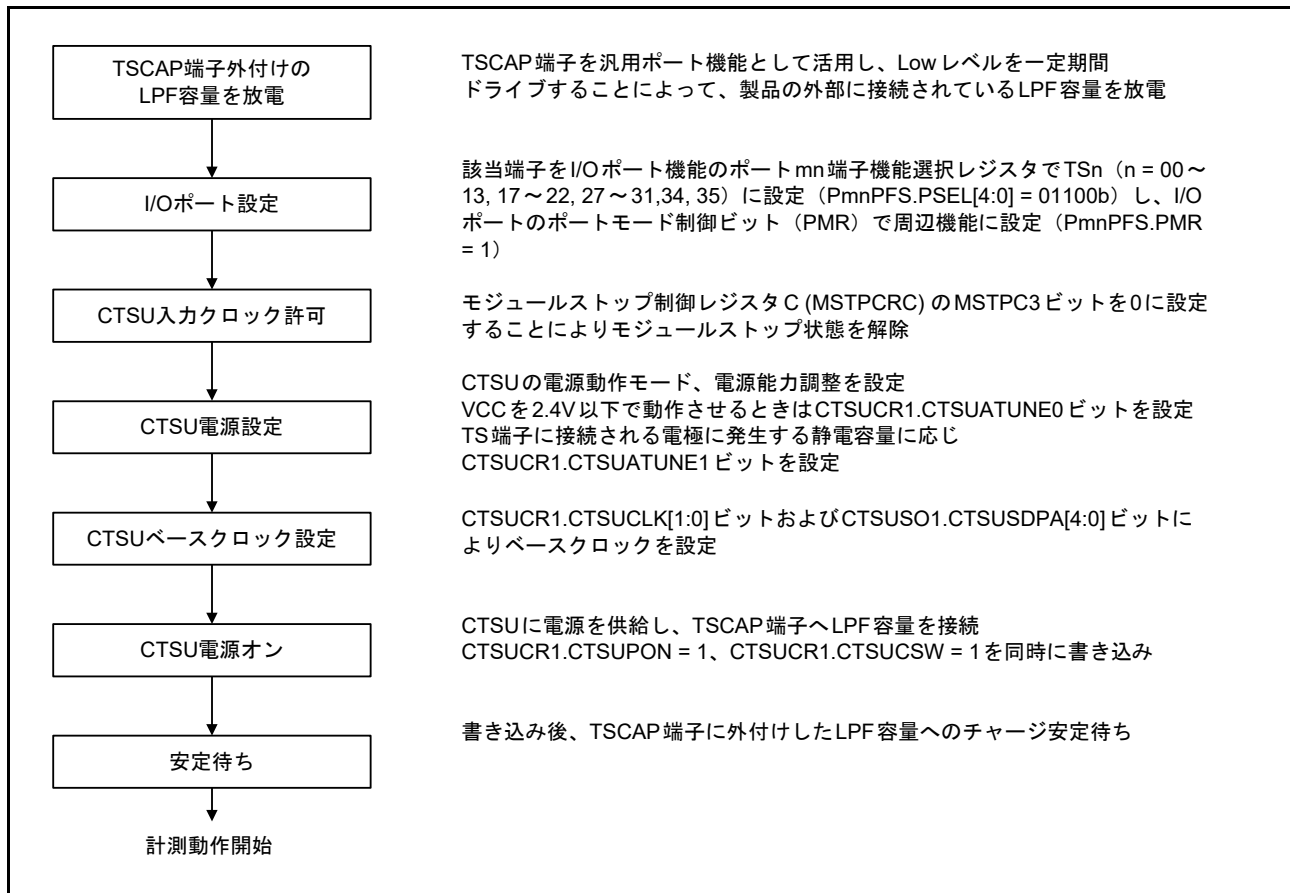 TSCAP端子外付けの
LPF容量を放電
TSCAP端子を汎用ポート機能として活用し、Lowレベルを一定期間
ドライブすることによって、製品の外部に接続されているLPF容量を放電
I/Oポート設定
該当端子をI/Oポート機能のポートmn端子機能選択レジスタでTSn（n = 00～
13, 17～22, 27～31,34, 35）に設定（PmnPFS.PSEL[4:0] = 01100b）し、I/O
ポートのポートモード制御ビット（PMR）で周辺機能に設定（PmnPFS.PMR
= 1）
CTSU入力クロック許可
モジュールストップ制御レジスタC (MSTPCRC) のMSTPC3ビットを0に設定
することによりモジュールストップ状態を解除
CTSU電源設定
CTSUの電源動作モード、電源能力調整を設定
VCCを2.4V以下で動作させるときはCTSUCR1.CTSUATUNE0ビットを設定
TS端子に接続される電極に発生する静電容量に応じ
CTSUCR1.CTSUATUNE1ビットを設定
CTSUベースクロック設定
CTSUCR1.CTSUCLK[1:0]ビットおよびCTSUSO1.CTSUSDPA[4:0]ビットに
よりベースクロックを設定
CTSU電源オン
CTSUに電源を供給し、TSCAP端子へLPF容量を接続
CTSUCR1.CTSUPON = 1、CTSUCR1.CTSUCSW = 1を同時に書き込み
安定待ち
書き込み後、TSCAP端子に外付けしたLPF容量へのチャージ安定待ち
計測動作開始